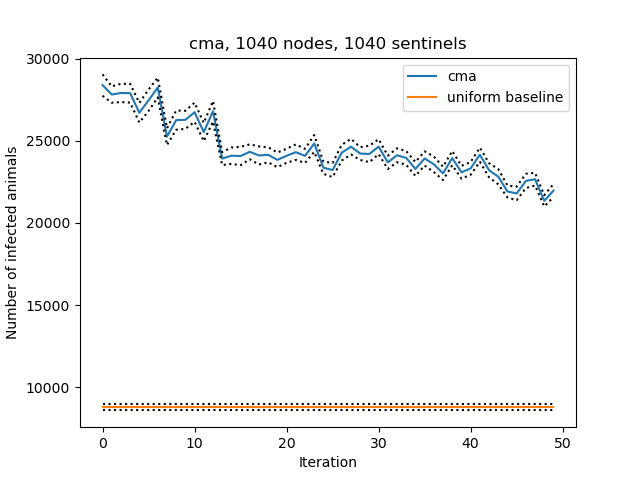 cma, 1040 nodes, 1040 sentinels
cma
uniform baseline
Number of infected animals
30000
25000
20000
15000
10000
0
10
20
30
40
50
Iteration